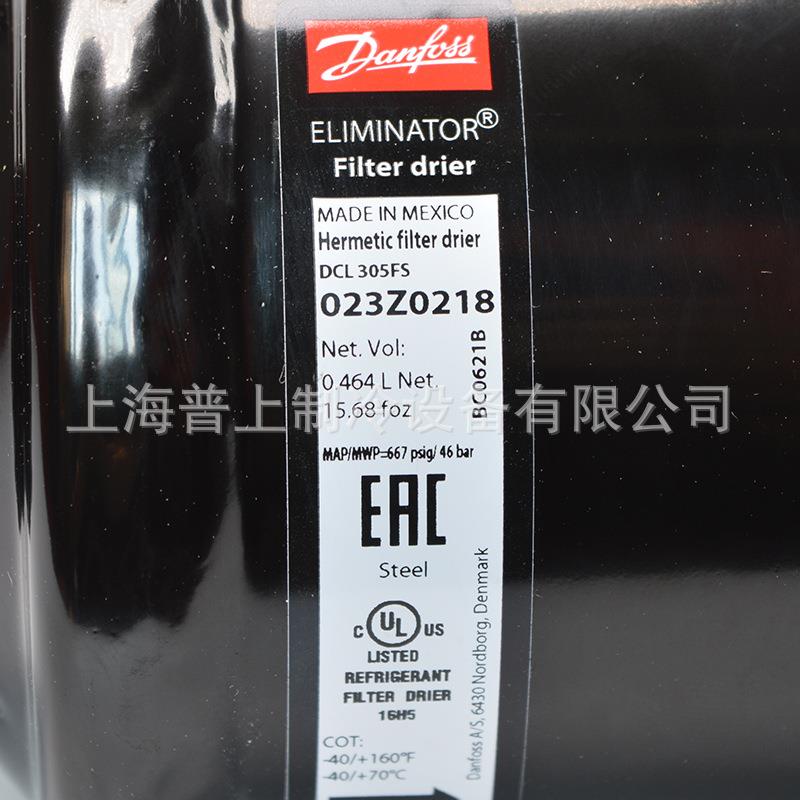 Danfoss
ELIMINATOR®
Filter drier
MADE IN MEXICO
Hermetic filter drier
DCL 305FS
023Z0218
Net. Vol:
0.464 L Net.
15.68 foz
BC0621B
上海普上制冷设备有限公司
MAP/MWP=667 psig/ 46 bar
EAC
Steel
C UL US
LISTED
REFRIGERANT
FILTER DRIER
16H5
Danfoss A/S, 6430 Nordborg, Denmark
COT:
-40/+160°F
-40/+70°C